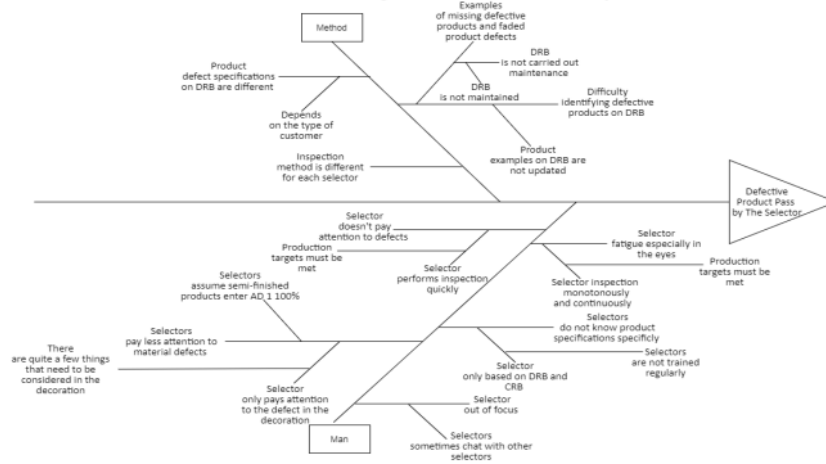 Examples
of missing defective
products and faded
product defects
Method
DRB
is not carried out
maintenance
Product
defect specifications
on DRB are different
DRB
is not maintained
Difficulty
identifying defective
products on DRB
Depends
on the type of
customer
Product
examples on DRB are
not updated
Inspection
method is different
for each selector
Defective
Product Pass
by The Selector
Selector
doesn't pay
attention to defects
Selector
fatigue especially in
the eyes
Production
targets must be
met
Production
targets must be
met
Selector
performs inspection
quickly
Selector inspection
monotonously
and continuously
Selectors
assume semi-finished
products enter AD 1 100%
Selectors
do not know product
specifications specificly
Selectors
pay less attention to
material defects
There
are quite a few things
that need to be
considered in the
decoration
Selectors
are not trained
regularly
Selector
only based on DRB and
CRB
Selector
only pays attention
to the defect in the
decoration
Selector
out of focus
Man
Selectors
sometimes chat with other
selectors